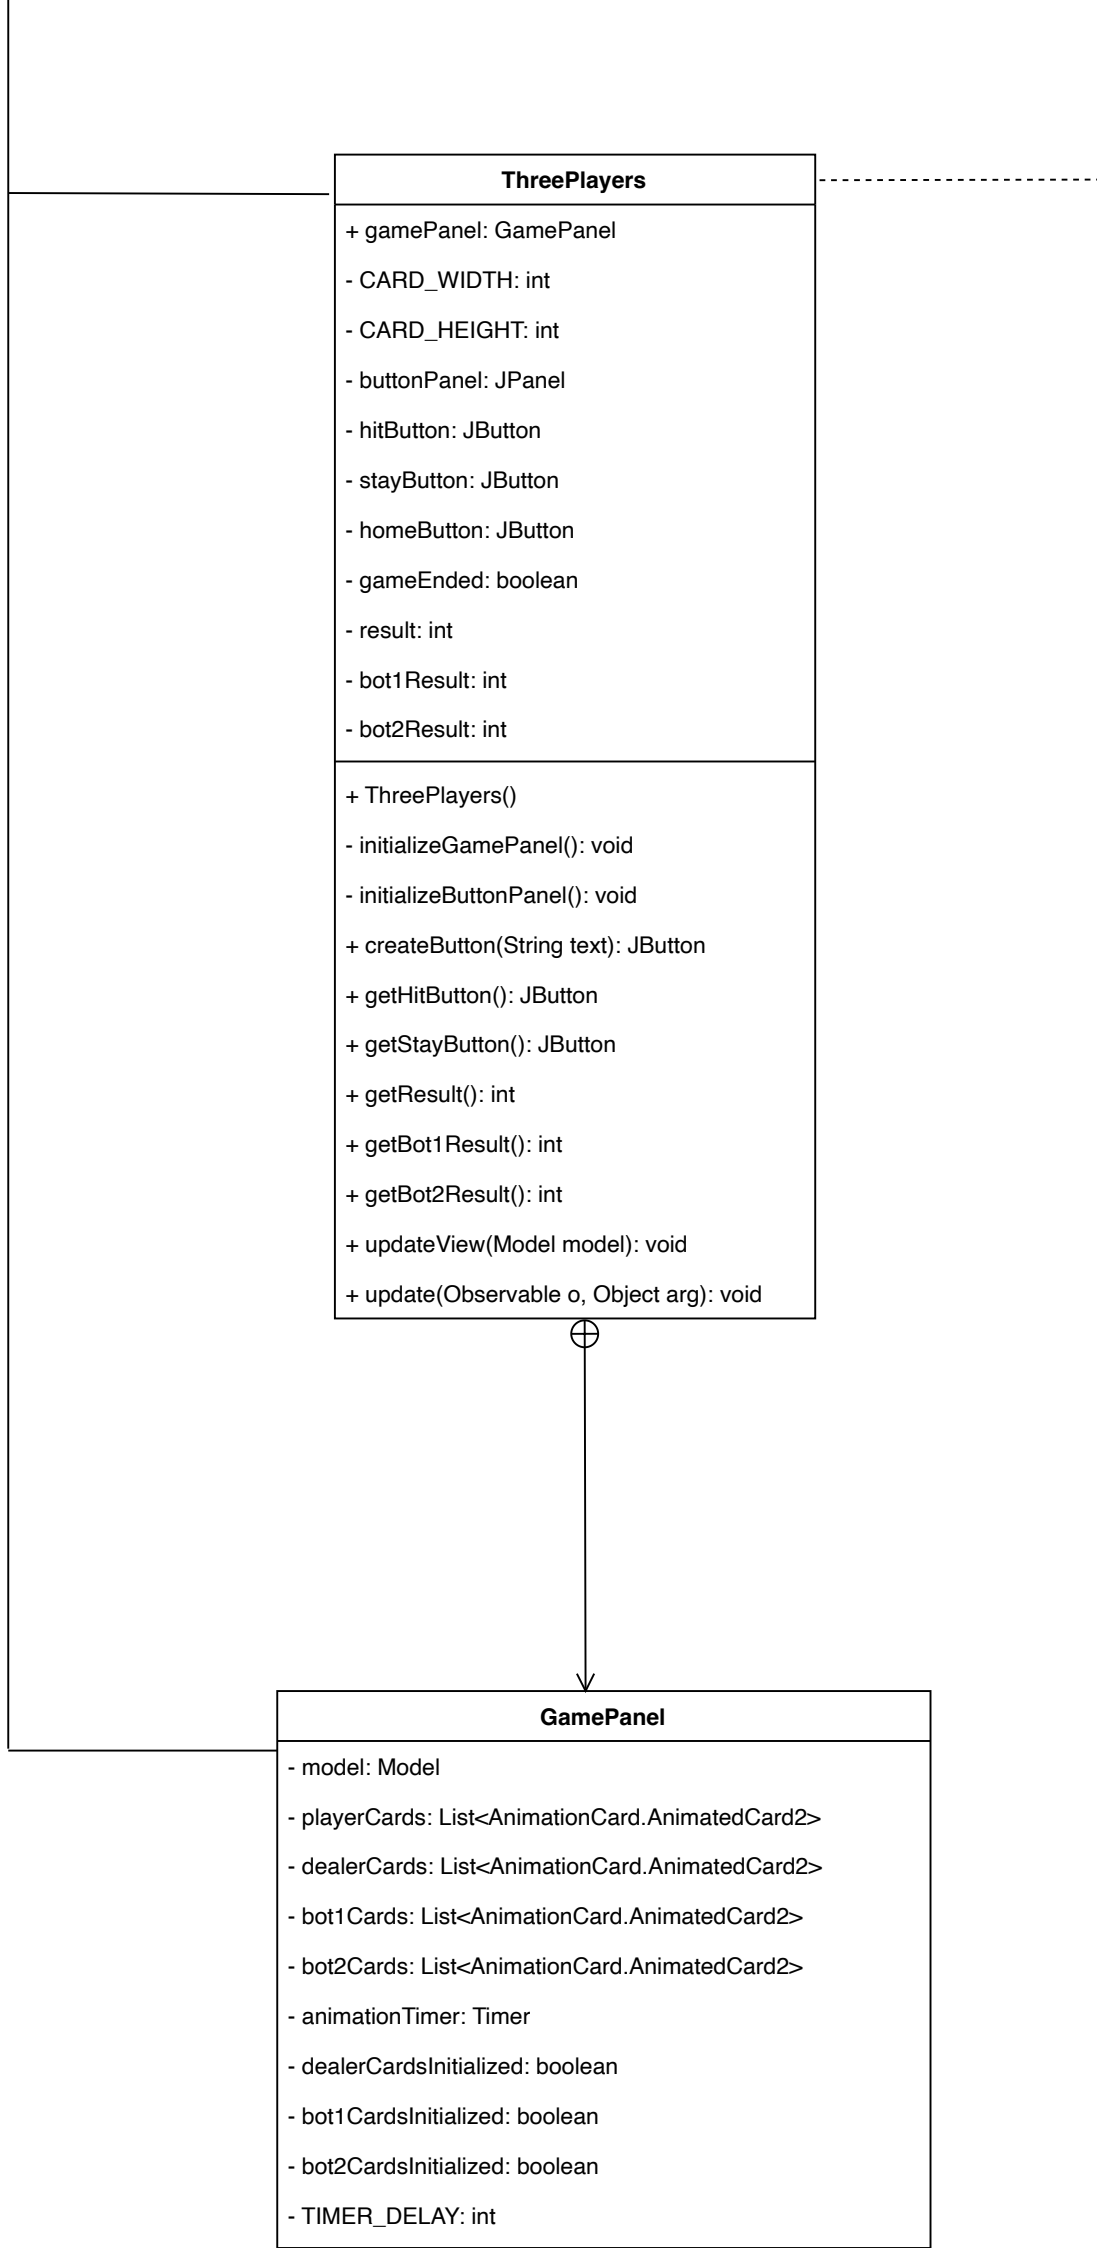 ThreePlayers
+ gamePanel: GamePanel
- CARD_WIDTH: int
- CARD_HEIGHT: int
- buttonPanel: JPanel
- hitButton: JButton
- stayButton: JButton
- homeButton: JButton
- gameEnded: boolean
- result: int
- bot1Result: int
- bot2Result: int
+ ThreePlayers()
- initializeGamePanel(): void
- initializeButtonPanel(): void
+ createButton(String text): JButton
+ getHitButton(): JButton
+ getStayButton(): JButton
+ getResult(): int
+ getBot1Result(): int
+ getBot2Result(): int
+ updateView(Model model): void
+ update(Observable o, Object arg): void
GamePanel
- model: Model
- playerCards: List<AnimationCard.AnimatedCard2>
- dealerCards: List<AnimationCard.AnimatedCard2>
- bot1Cards: List<AnimationCard.AnimatedCard2>
- bot2Cards: List<AnimationCard.AnimatedCard2>
- animationTimer: Timer
- dealerCardsInitialized: boolean
- bot1CardsInitialized: boolean
- bot2CardsInitialized: boolean
- TIMER_DELAY: int